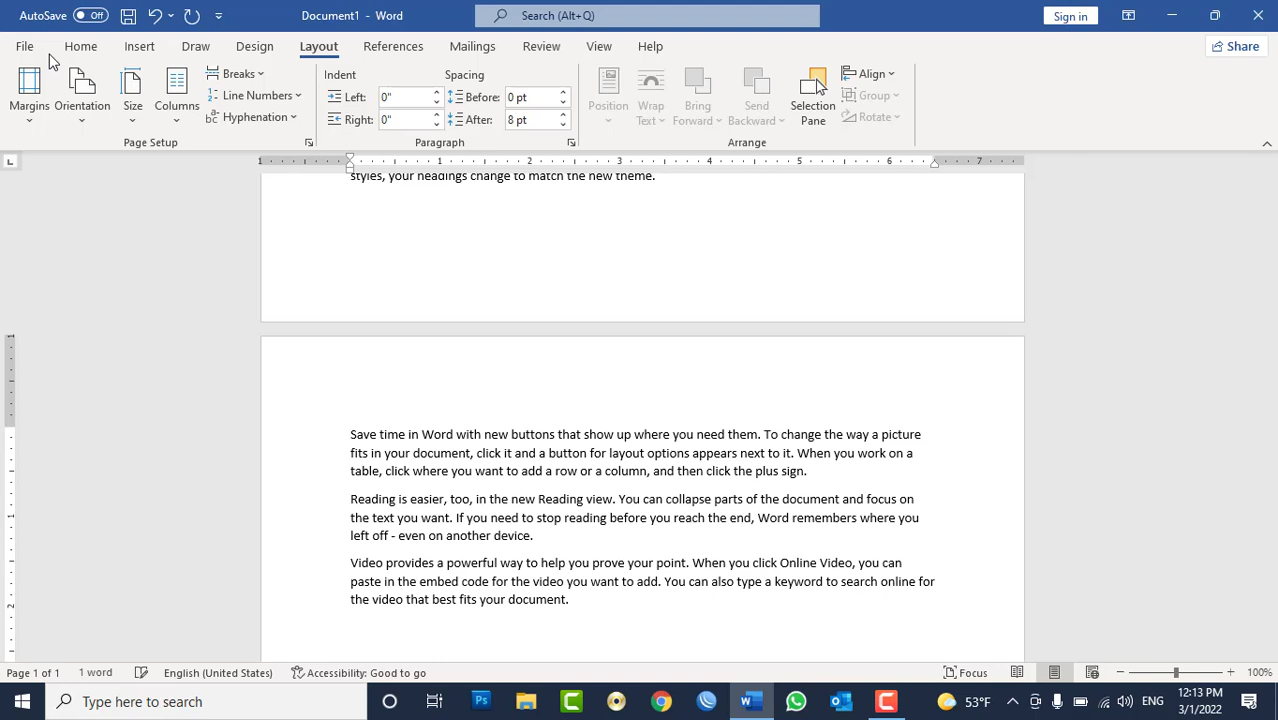 AutoSave Off Document1 - Word Search (Alt+Q) Sign in
File Home Insert Draw Design Layout References Mailings Review View Help Share
Margins Orientation Size Columns
Breaks
Line Numbers
Hyphenation
Page Setup
Indent Spacing
Left: 0" Before: 0 pt
Right: 0" After: 8 pt
Paragraph
Position Wrap Text Bring Forward Send Backward Selection Pane
Align
Group
Rotate
Arrange
1 1 2 3 4 5 6 7
styles, your headings change to match the new theme.
Save time in Word with new buttons that show up where you need them. To change the way a picture
fits in your document, click it and a button for layout options appears next to it. When you work on a
table, click where you want to add a row or a column, and then click the plus sign.
Reading is easier, too, in the new Reading view. You can collapse parts of the document and focus on
the text you want. If you need to stop reading before you reach the end, Word remembers where you
left off - even on another device.
Video provides a powerful way to help you prove your point. When you click Online Video, you can
paste in the embed code for the video you want to add. You can also type a keyword to search online for
the video that best fits your document.
1
1
2
Page 1 of 1 1 word English (United States) Accessibility: Good to go Focus 100%
Type here to search Ps 53°F ENG 12:13 PM
3/1/2022